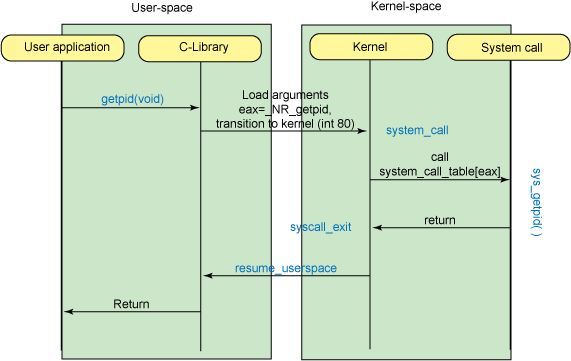 User-space
Kernel-space
User application
C-Library
Kernel
System call
getpid(void)
Load arguments
eax=_NR_getpid,
transition to kernel (int 80)
system_call
call
system_call_table[eax]
sys_getpid( )
return
syscall_exit
resume_userspace
Return